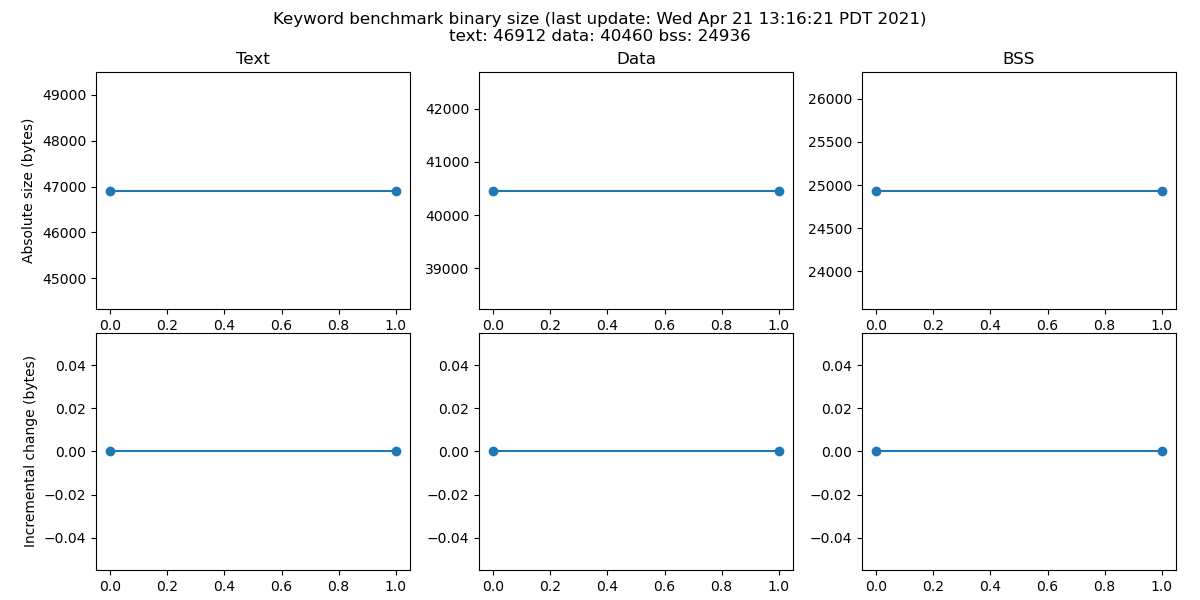 Keyword benchmark binary size (last update: Wed Apr 21 13:16:21 PDT 2021)
text: 46912 data: 40460 bss: 24936
Text
Data
BSS
Absolute size (bytes)
49000
48000
47000
46000
45000
0.0 0.2 0.4 0.6 0.8 1.0
42000
41000
40000
39000
0.0 0.2 0.4 0.6 0.8 1.0
26000
25500
25000
24500
24000
0.0 0.2 0.4 0.6 0.8 1.0
Incremental change (bytes)
0.04
0.02
0.00
−0.02
−0.04
0.0 0.2 0.4 0.6 0.8 1.0
0.04
0.02
0.00
−0.02
−0.04
0.0 0.2 0.4 0.6 0.8 1.0
0.04
0.02
0.00
−0.02
−0.04
0.0 0.2 0.4 0.6 0.8 1.0